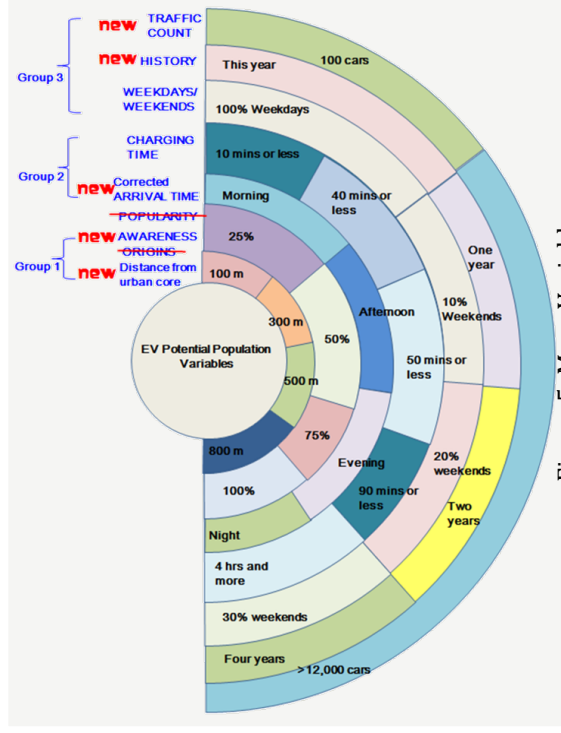 new TRAFFIC
COUNT
new HISTORY
Group 3
WEEKDAYS/
WEEKENDS
CHARGING
TIME
Group 2
new Corrected
ARRIVAL TIME
POPULARITY
new AWARENESS
ORIGINS
Group 1
new Distance from
urban core
100 cars
This year
100% Weekdays
10 mins or less
Morning
40 mins or
less
25%
100 m
One
year
300 m
Afternoon
10%
Weekends
50%
EV Potential Population
Variables
50 mins or
less
500 m
75%
800 m
Evening
20%
weekends
100%
90 mins or
less
Two
years
Night
4 hrs and
more
30% weekends
Four years
>12,000 cars